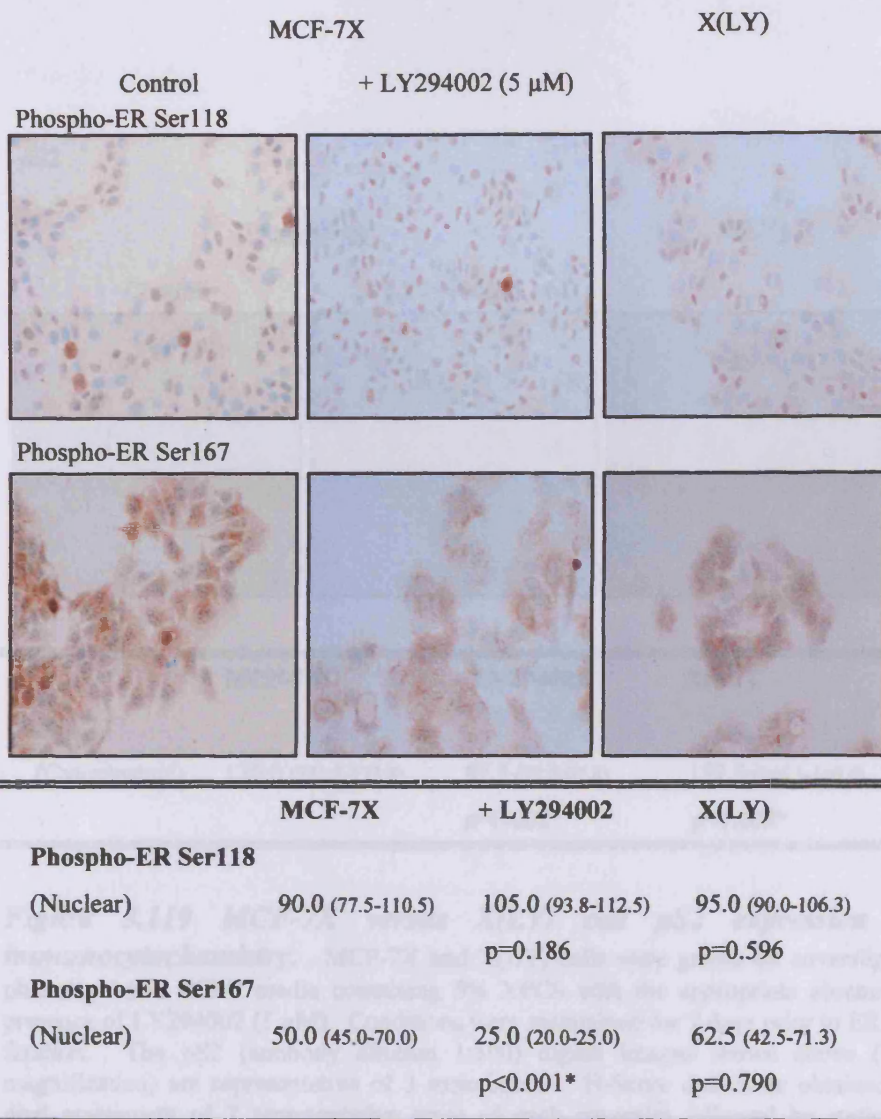 MCF-7X X(LY)
Control + LY294002 (5 µM)
Phospho-ER Ser118
Phospho-ER Ser167
MCF-7X + LY294002 X(LY)
Phospho-ER Ser118
(Nuclear) 90.0 (77.5-110.5) 105.0 (93.8-112.5) 95.0 (90.0-106.3)
p=0.186 p=0.596
Phospho-ER Ser167
(Nuclear) 50.0 (45.0-70.0) 25.0 (20.0-25.0) 62.5 (42.5-71.3)
p<0.001* p=0.790